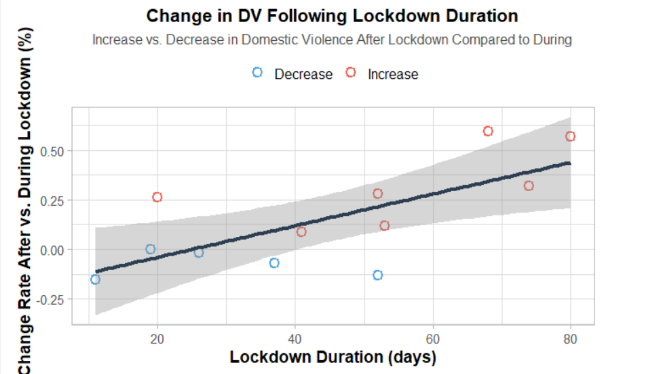 Change in DV Following Lockdown Duration
Increase vs. Decrease in Domestic Violence After Lockdown Compared to During
Decrease Increase
Change Rate After vs. During Lockdown (%)
0.50
0.25
0.00
-0.25
20 40 60 80
Lockdown Duration (days)